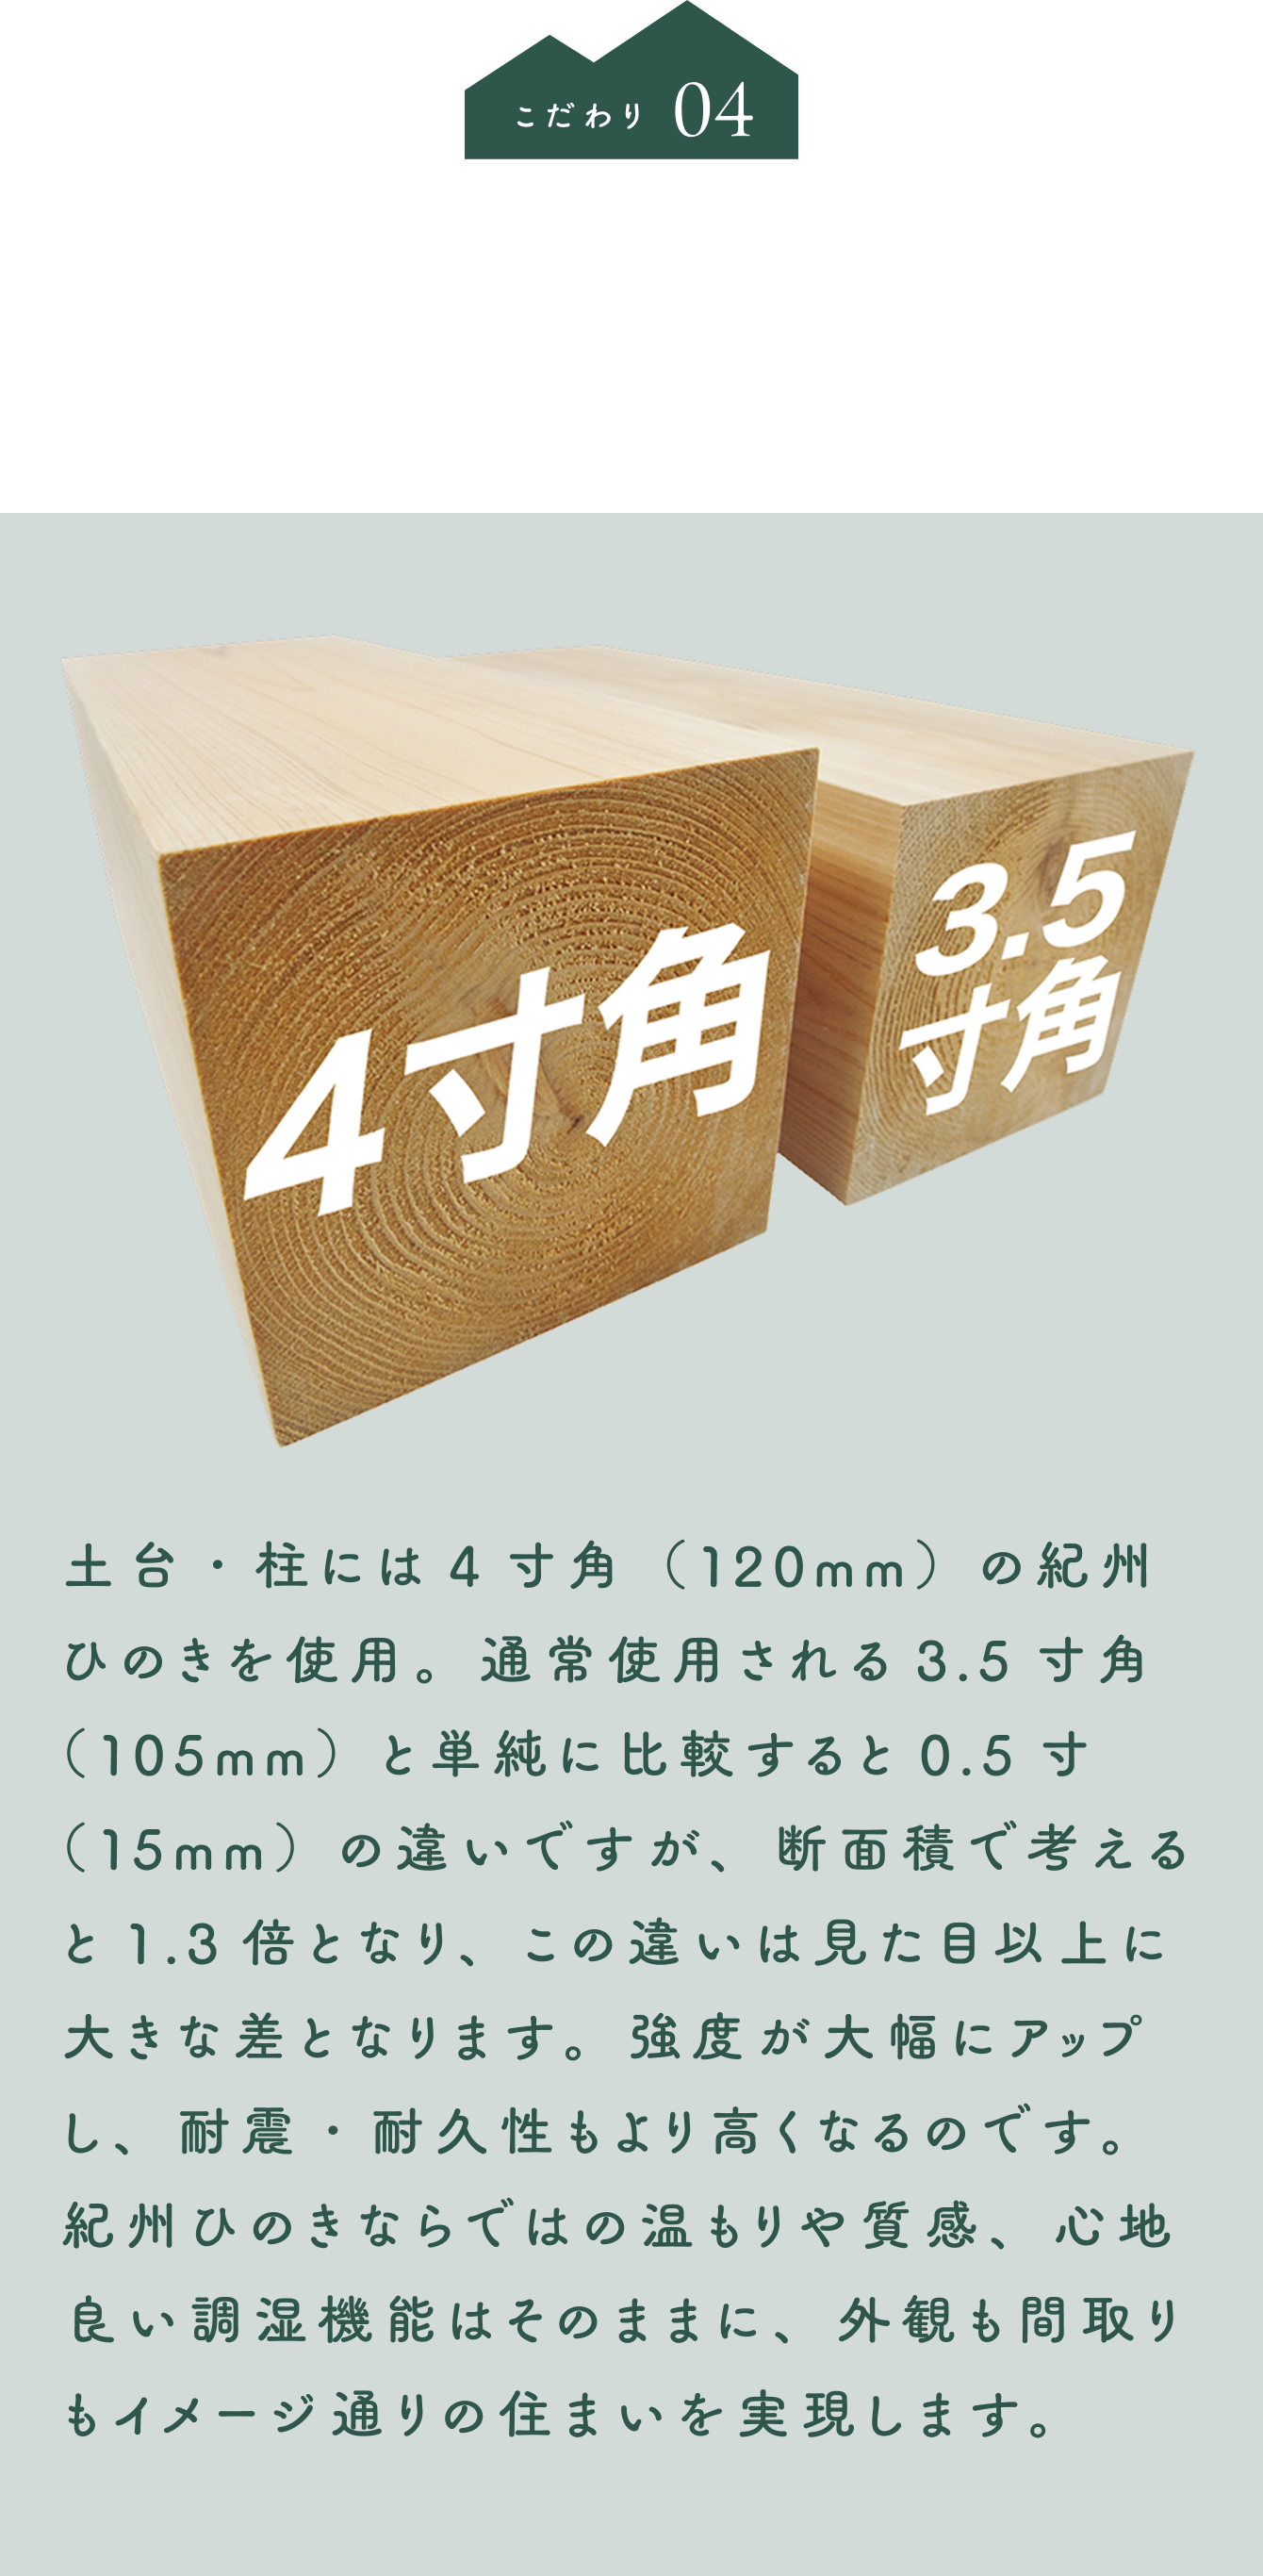 こだわり 04
4寸角
3.5
寸角
土台・柱には4寸角（120mm）の紀州
ひのきを使用。通常使用される3.5寸角
（105mm）と単純に比較すると0.5寸
（15mm）の違いですが、断面積で考える
と1.3倍となり、この違いは見た目以上に
大きな差となります。強度が大幅にアップ
し、耐震・耐久性もより高くなるのです。
紀州ひのきならではの温もりや質感、心地
良い調湿機能はそのままに、外観も間取り
もイメージ通りの住まいを実現します。